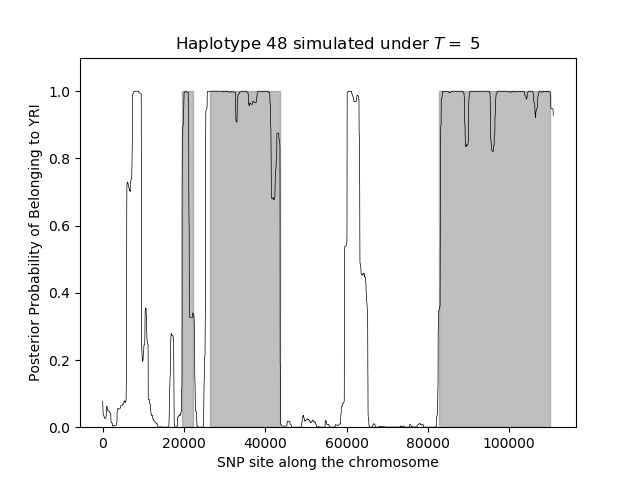 Haplotype 48 simulated under T = 5
Posterior Probability of Belonging to YRI
1.0
0.8
0.6
0.4
0.2
0.0
0 20000 40000 60000 80000 100000
SNP site along the chromosome